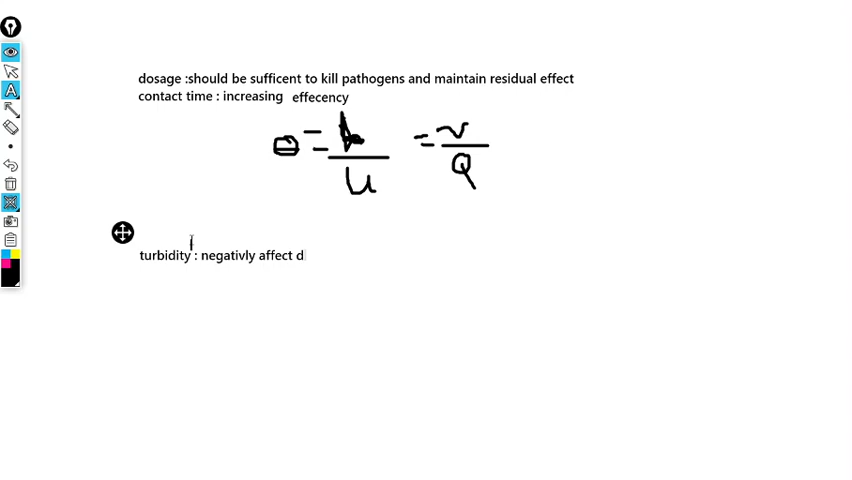 dosage :should be sufficent to kill pathogens and maintain residual effect
contact time : increasing effecency
= v
Q
turbidity : negativly affect d